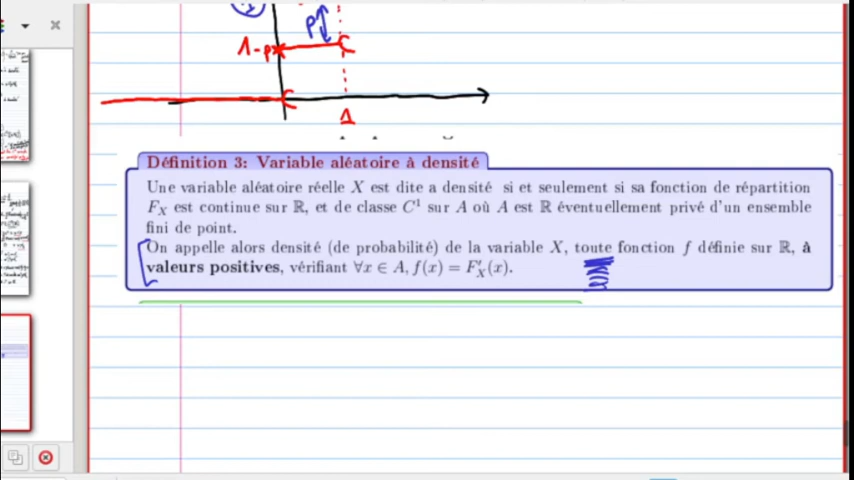 P
1-p
1
Définition 3: Variable aléatoire à densité
Une variable aléatoire réelle X est dite a densité si et seulement si sa fonction de répartition
F_X est continue sur ℝ, et de classe C¹ sur A où A est ℝ éventuellement privé d'un ensemble
fini de point.
On appelle alors densité (de probabilité) de la variable X, toute fonction f définie sur ℝ, à
valeurs positives, vérifiant ∀x ∈ A, f(x) = F'_X(x).